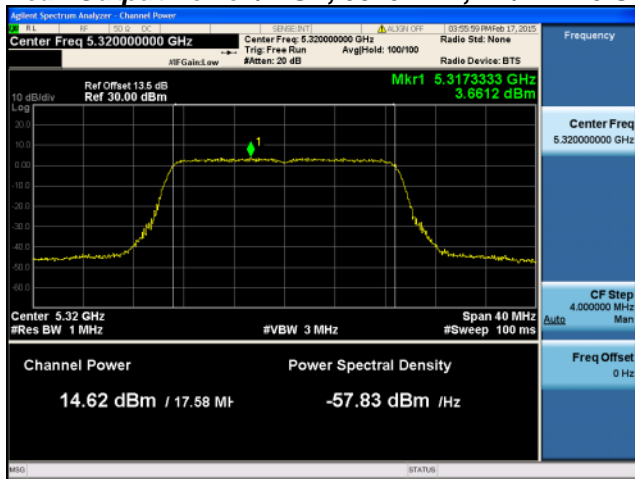 Agilent Spectrum Analyzer - Channel Power
RL RF 50 Ω DC SENSE:INT ALIGN OFF 03:55:59 PM Feb 17, 2015
Center Freq 5.320000000 GHz
Center Freq: 5.320000000 GHz
Radio Std: None
Trig: Free Run Avg|Hold: 100/100
#IFGain:Low
#Atten: 20 dB
Radio Device: BTS
Frequency
Ref Offset 13.5 dB
Mkr1 5.3173333 GHz
10 dB/div Ref 30.00 dBm
3.6612 dBm
Log
20.0
10.0
1
0.00
-10.0
-20.0
-30.0
-40.0
-50.0
-60.0
Center 5.32 GHz
Span 40 MHz
#Res BW 1 MHz
#VBW 3 MHz
#Sweep 100 ms
Center Freq
5.320000000 GHz
CF Step
4.000000 MHz
Auto Man
Freq Offset
0 Hz
Channel Power
Power Spectral Density
14.62 dBm / 17.58 MH
-57.83 dBm /Hz
MSG
STATUS